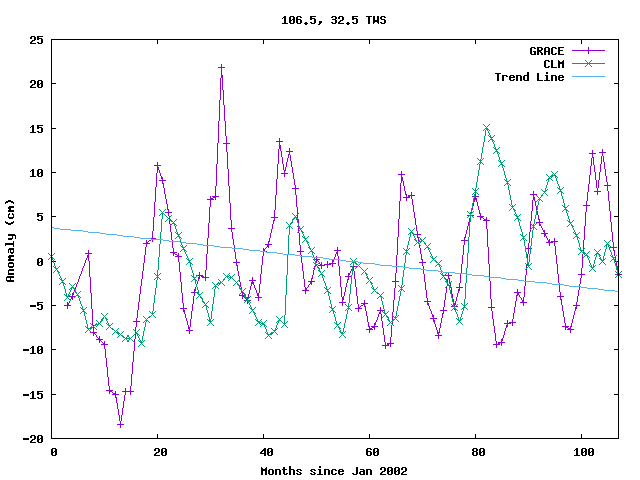 106.5, 32.5 TWS
GRACE
CLM
Trend Line
25
20
15
10
5
0
-5
-10
-15
-20
Anomaly (cm)
0 20 40 60 80 100
Months since Jan 2002